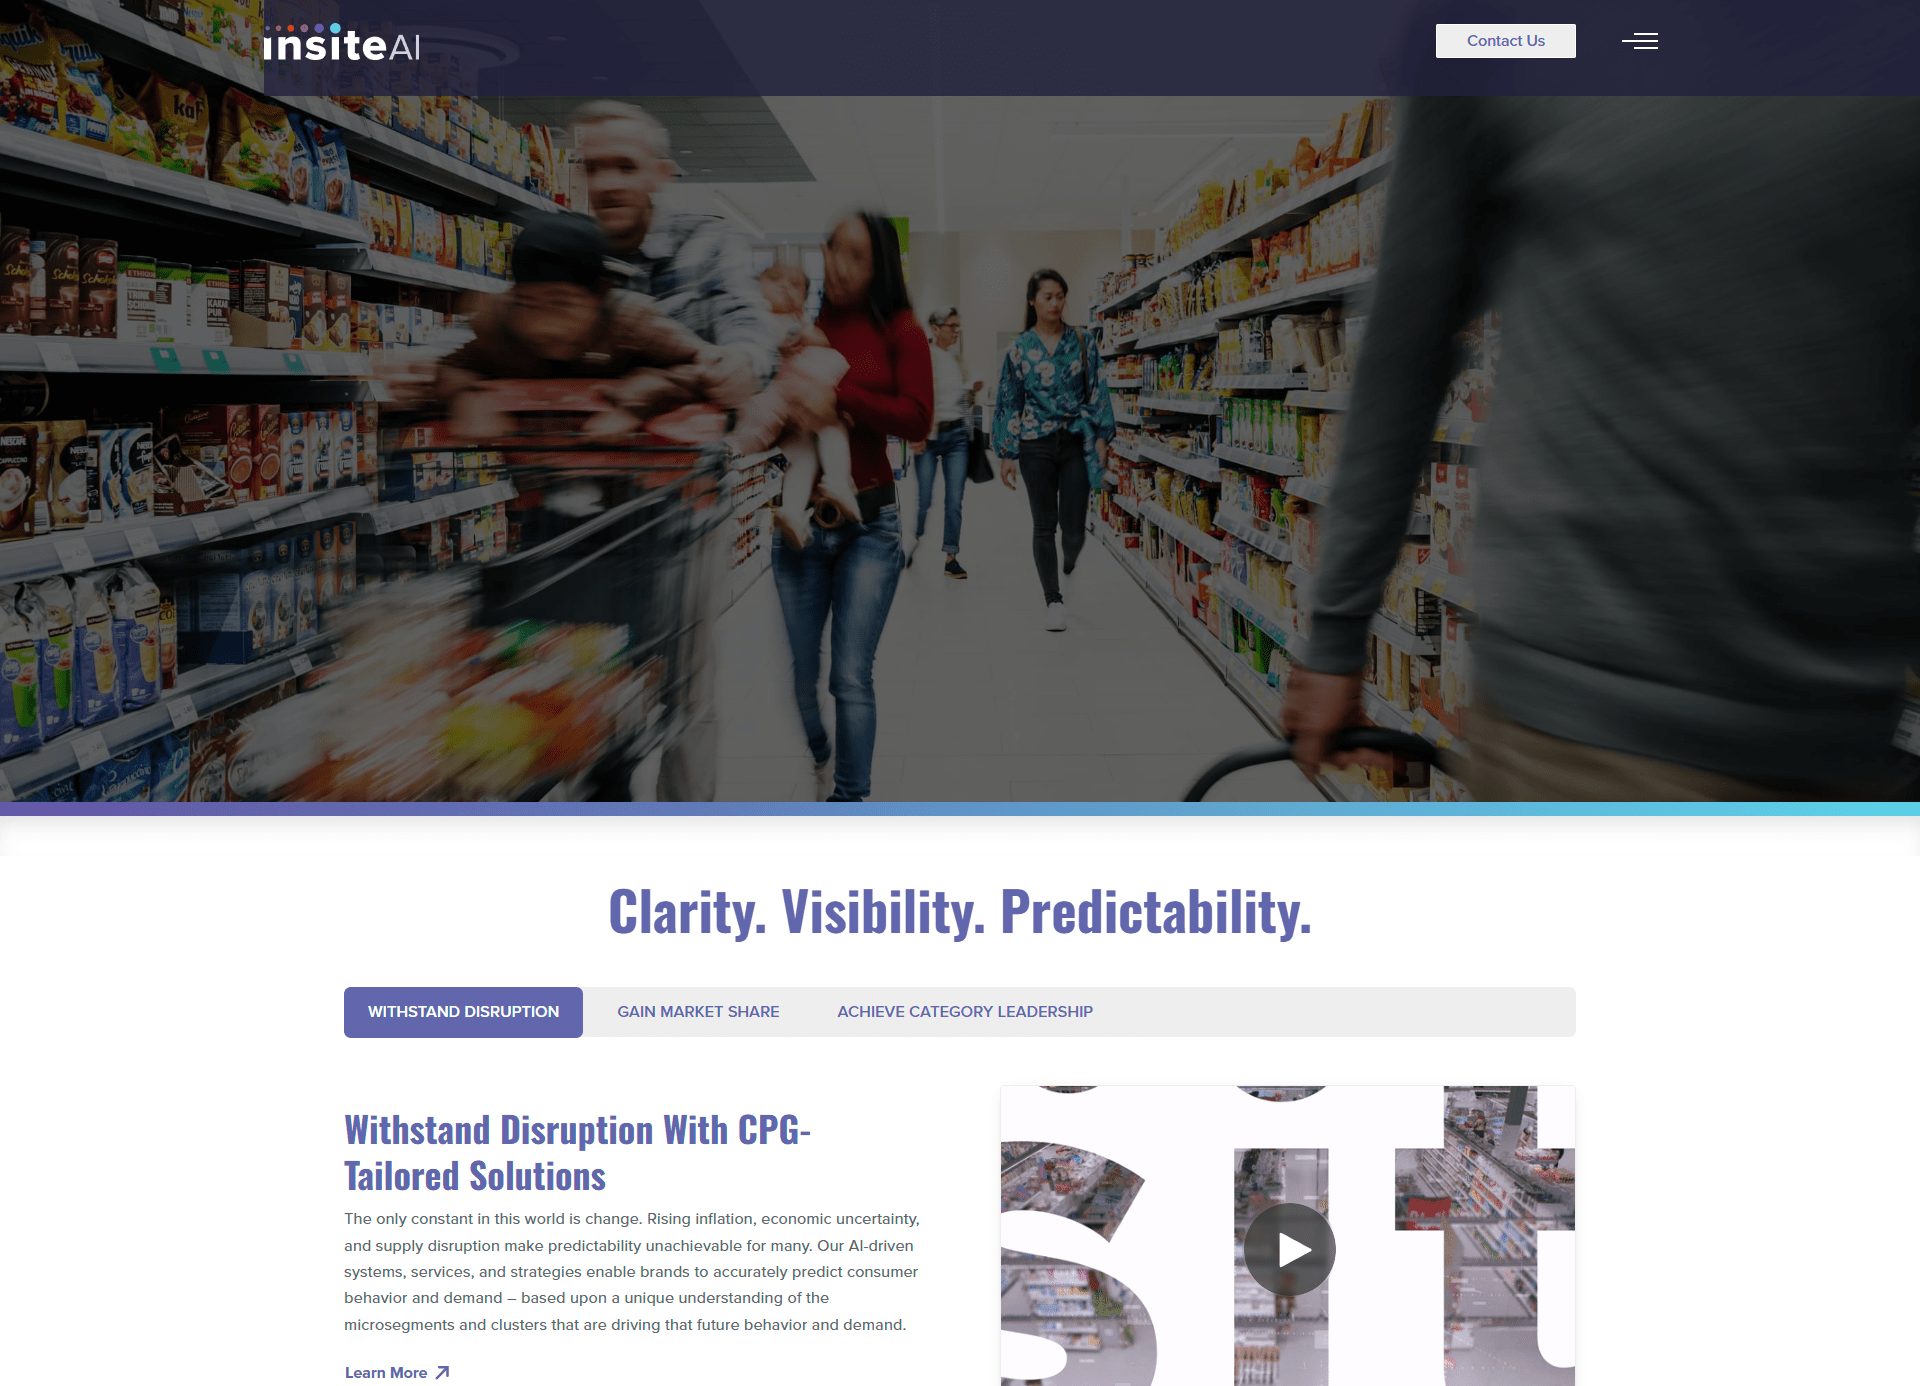 insiteAI
Contact Us
Clarity. Visibility. Predictability.
WITHSTAND DISRUPTION
GAIN MARKET SHARE
ACHIEVE CATEGORY LEADERSHIP
Withstand Disruption With CPG-
Tailored Solutions
The only constant in this world is change. Rising inflation, economic uncertainty,
and supply disruption make predictability unachievable for many. Our AI-driven
systems, services, and strategies enable brands to accurately predict consumer
behavior and demand – based upon a unique understanding of the
microsegments and clusters that are driving that future behavior and demand.
Learn More
sit